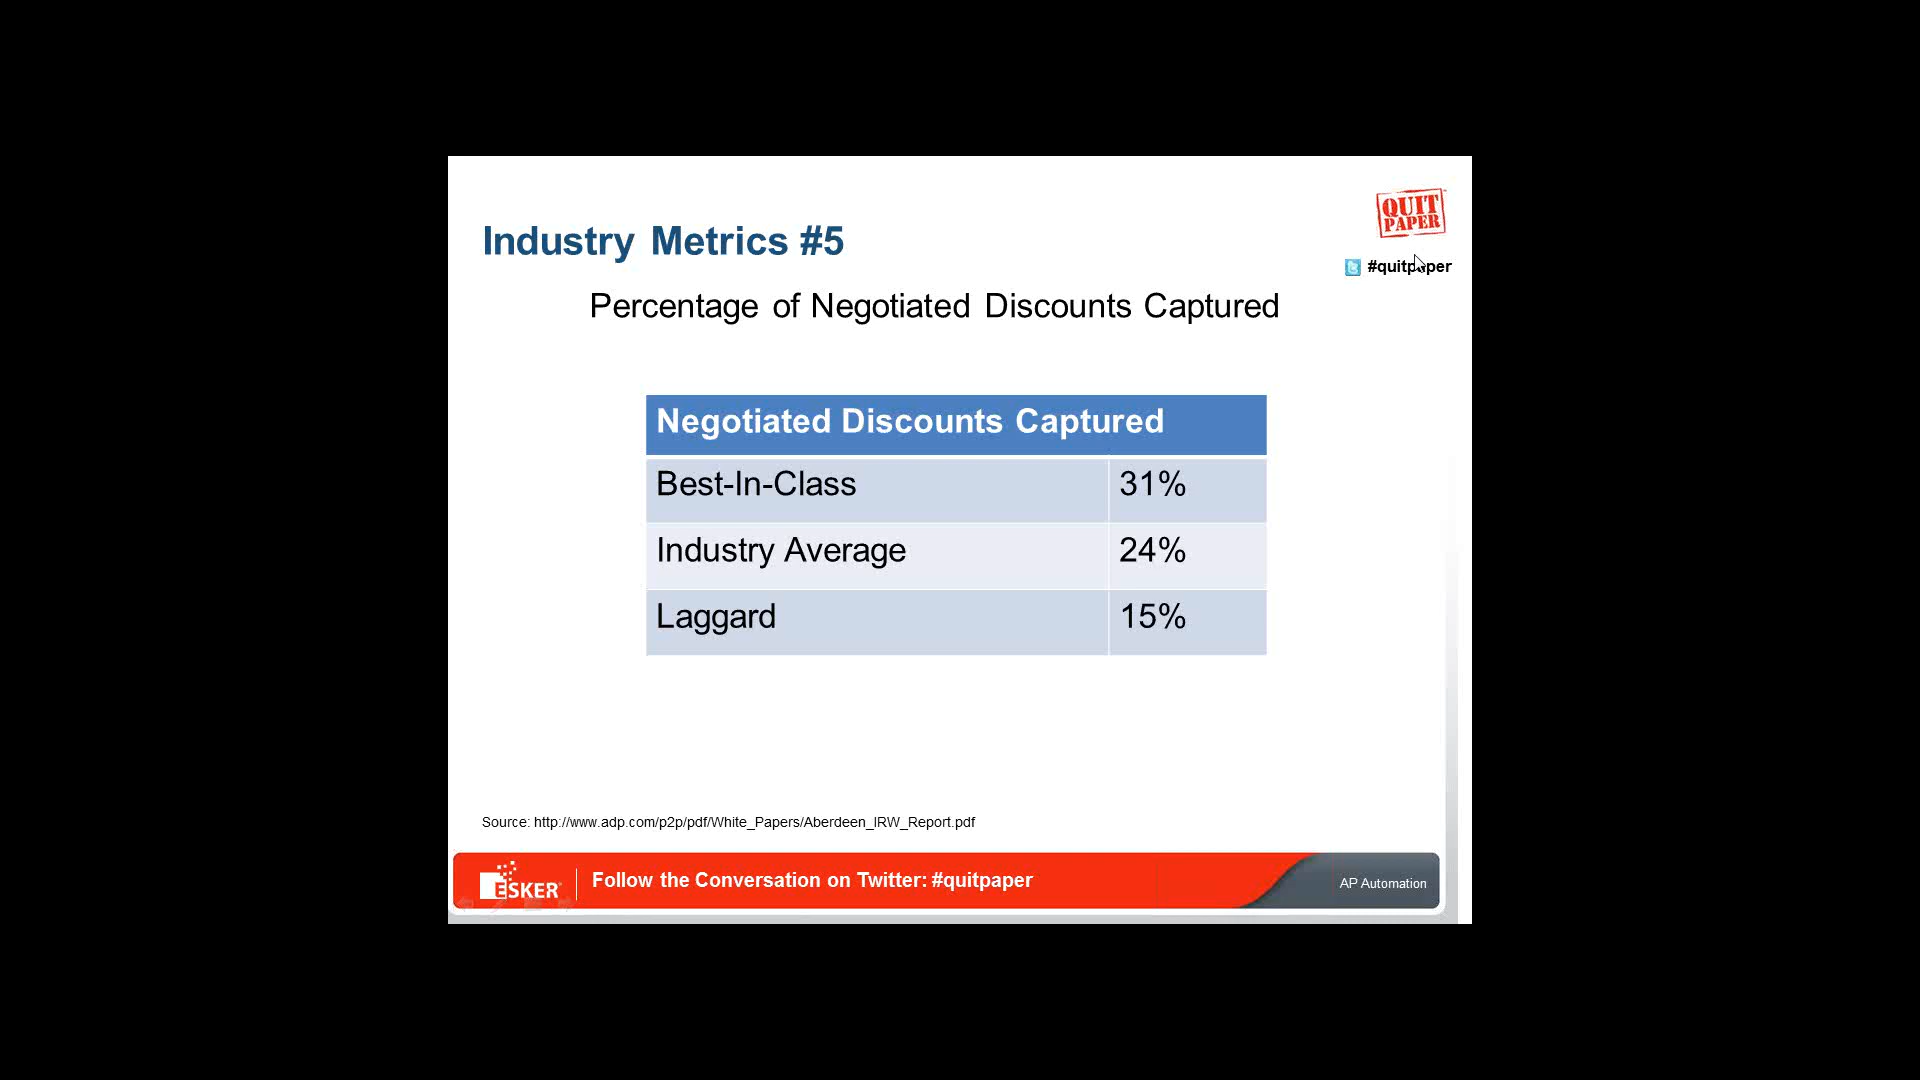 QUIT
PAPER
Industry Metrics #5
#quitpaper
Percentage of Negotiated Discounts Captured
Negotiated Discounts Captured
Best-In-Class 31%
Industry Average 24%
Laggard 15%
Source: http://www.adp.com/p2p/pdf/White_Papers/Aberdeen_IRW_Report.pdf
ESKER
Follow the Conversation on Twitter: #quitpaper
AP Automation